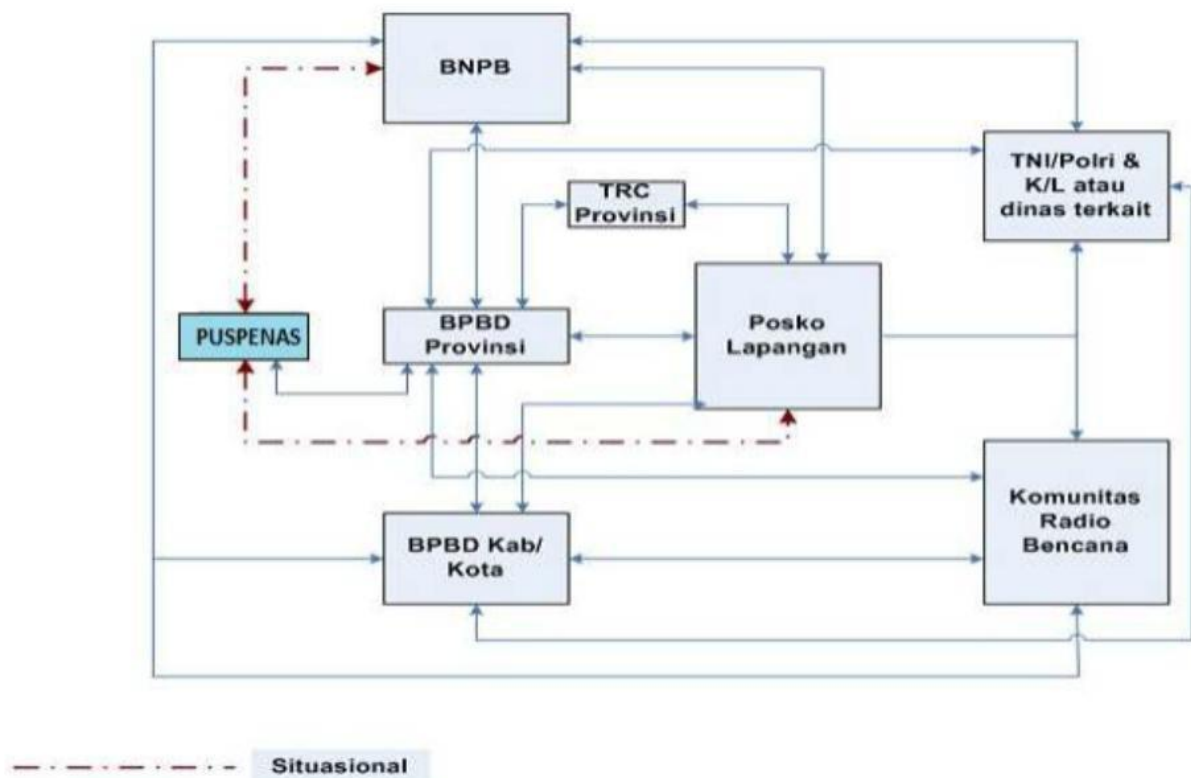 BNPB
TNI/Polri &
K/L atau
dinas terkait
TRC
Provinsi
PUSPENAS
BPBD
Provinsi
Posko
Lapangan
BPBD Kab/
Kota
Komunitas
Radio
Bencana
Situasional